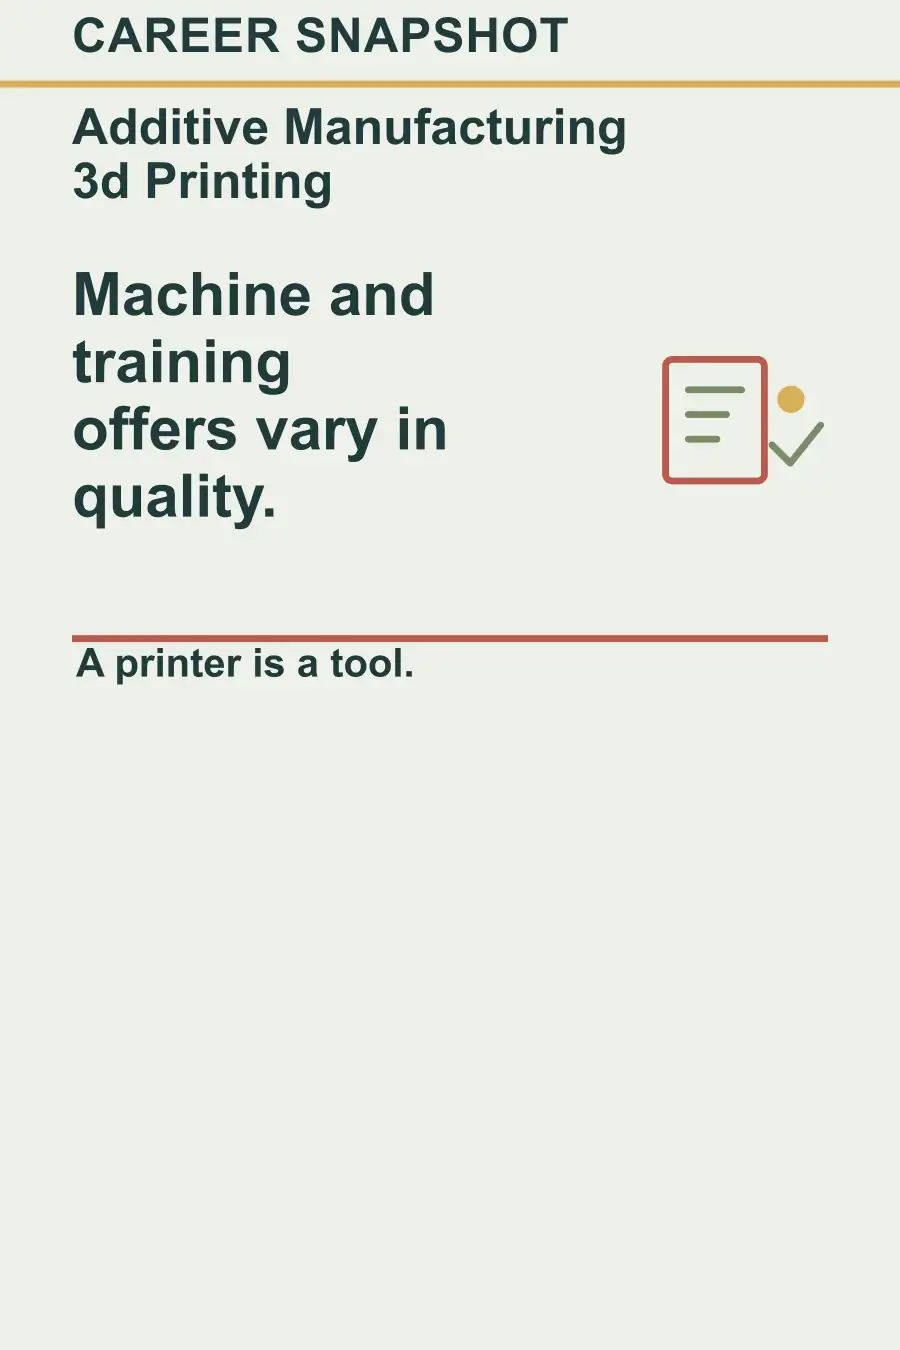 CAREER SNAPSHOT
Additive Manufacturing
3d Printing
Machine and
training
offers vary in
quality.
A printer is a tool.